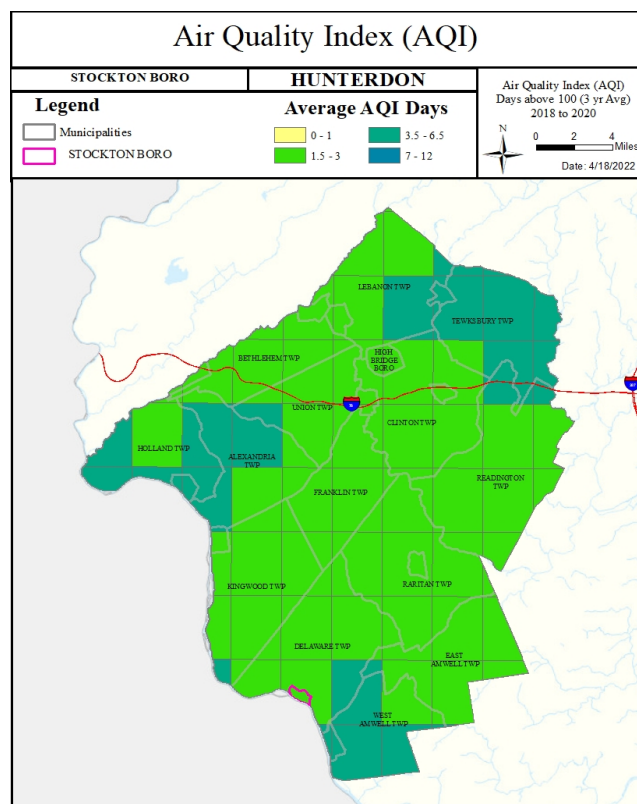 Air Quality Index (AQI)
STOCKTON BORO
HUNTERDON
Legend
Municipalities
STOCKTON BORO
Average AQI Days
0 - 1
3.5 - 6.5
1.5 - 3
7 - 12
Air Quality Index (AQI)
Days above 100 (3 yr Avg)
2018 to 2020
N
0 2 4
Miles
Date: 4/18/2022
LEBANON TWP
TEWKSBURY TWP
BETHLEHEM TWP
HIGH
BRIDGE
BORO
UNION TWP
CLINTON TWP
HOLLAND TWP
ALEXANDRIA
TWP
READINGTON
TWP
FRANKLIN TWP
KINGWOOD TWP
RARITAN TWP
DELAWARE TWP
EAST
AMWELL TWP
WEST
AMWELL TWP